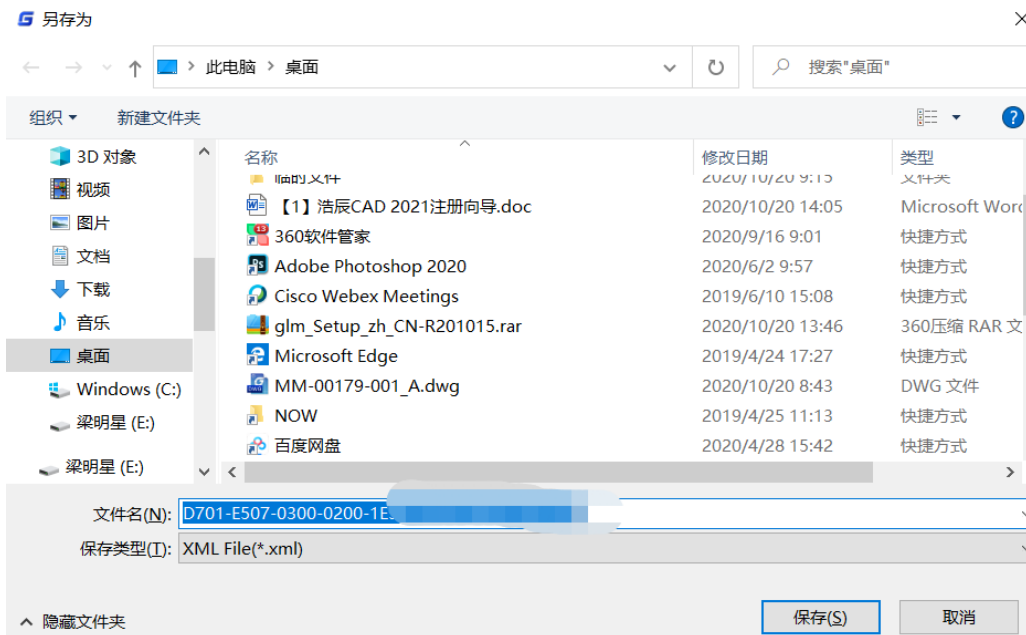 另存为
此电脑 > 桌面
搜索"桌面"
组织 新建文件夹
3D 对象
视频
图片
文档
下载
音乐
桌面
Windows (C:)
梁明星 (E:)
梁明星 (E:)
名称 修改日期 类型
临的文件 2020/10/20 9:15 文件夹
【1】浩辰CAD 2021注册向导.doc 2020/10/20 14:05 Microsoft Word
360软件管家 2020/9/16 9:01 快捷方式
Adobe Photoshop 2020 2020/6/2 9:57 快捷方式
Cisco Webex Meetings 2019/6/10 15:08 快捷方式
glm_Setup_zh_CN-R201015.rar 2020/10/20 13:46 360压缩 RAR 文
Microsoft Edge 2019/4/24 17:27 快捷方式
MM-00179-001_A.dwg 2020/10/20 8:43 DWG 文件
NOW 2019/4/25 11:13 快捷方式
百度网盘 2020/4/28 15:42 快捷方式
文件名(N): D701-E507-0300-0200-1E
保存类型(T): XML File(*.xml)
隐藏文件夹
保存(S) 取消